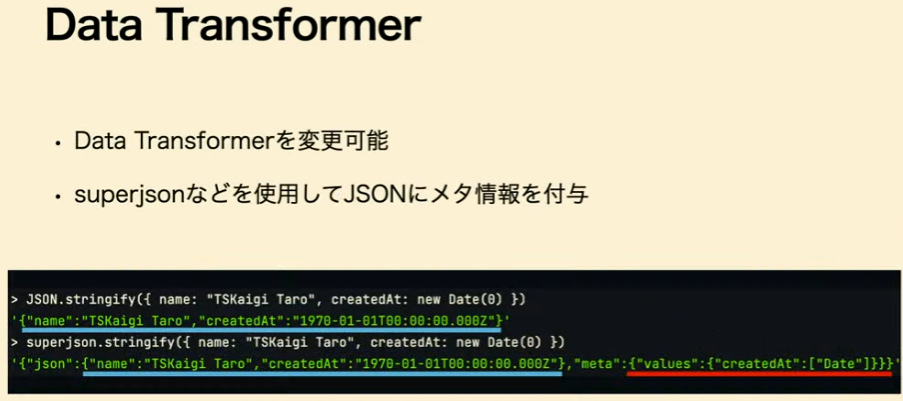 Data Transformer
・Data Transformerを変更可能
・superjsonなどを使用してJSONにメタ情報を付与
> JSON.stringify({ name: "TSKaigi Taro", createdAt: new Date(0) })
'{"name":"TSKaigi Taro","createdAt":"1970-01-01T00:00:00.000Z"}'
> superjson.stringify({ name: "TSKaigi Taro", createdAt: new Date(0) })
'{"json":{"name":"TSKaigi Taro","createdAt":"1970-01-01T00:00:00.000Z"},"meta":{"values":{"createdAt":["Date"]}}}'